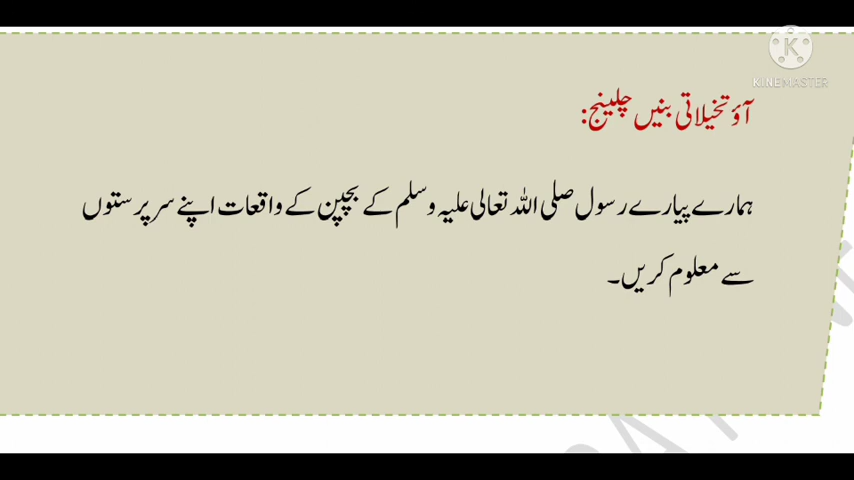 KINEMASTER
آؤ تخیلاتی بنیں چلینج:
ہمارے پیارے رسول صلی اللہ تعالی علیہ وسلم کے بچپن کے واقعات اپنے سرپرستوں
سے معلوم کریں۔